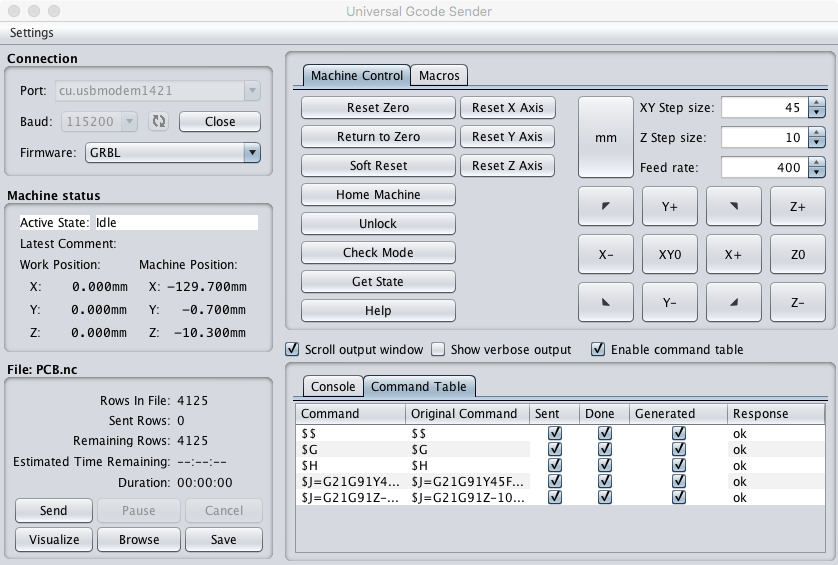 Universal Gcode Sender
Settings
Connection
Port: cu.usbmodem1421
Baud: 115200 Close
Firmware: GRBL
Machine status
Active State: Idle
Latest Comment:
Work Position: Machine Position:
X: 0.000mm X: -129.700mm
Y: 0.000mm Y: -0.700mm
Z: 0.000mm Z: -10.300mm
File: PCB.nc
Rows In File: 4125
Sent Rows: 0
Remaining Rows: 4125
Estimated Time Remaining: --:--:--
Duration: 00:00:00
Send Pause Cancel
Visualize Browse Save
Machine Control Macros
Reset Zero Reset X Axis
Return to Zero Reset Y Axis
Soft Reset Reset Z Axis
Home Machine
Unlock
Check Mode
Get State
Help
mm
XY Step size: 45
Z Step size: 10
Feed rate: 400
Y+ Z+
X- XY0 X+ Z0
Y- Z-
Scroll output window Show verbose output Enable command table
Console Command Table
Command Original Command Sent Done Generated Response
$$ $$ ok
$G $G ok
$H $H ok
$J=G21G91Y4... $J=G21G91Y45F... ok
$J=G21G91Z-... $J=G21G91Z-10... ok